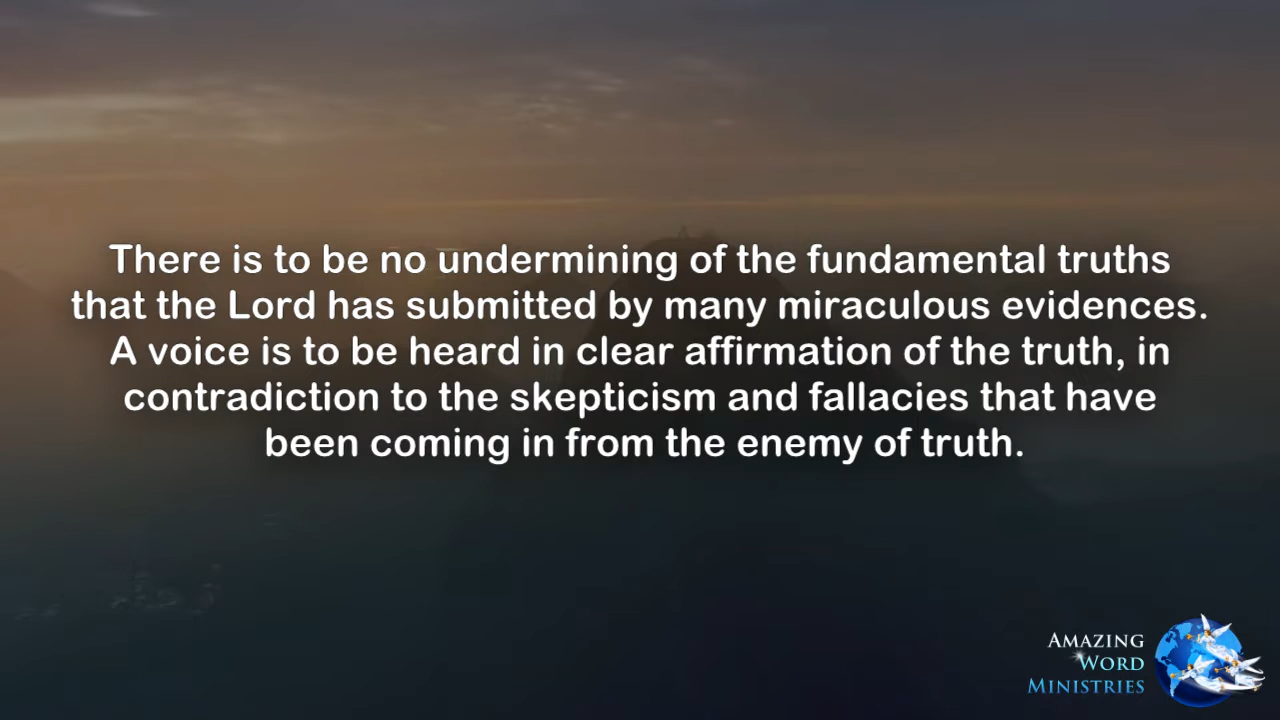 There is to be no undermining of the fundamental truths
that the Lord has submitted by many miraculous evidences.
A voice is to be heard in clear affirmation of the truth, in
contradiction to the skepticism and fallacies that have
been coming in from the enemy of truth.
AMAZING
WORD
MINISTRIES